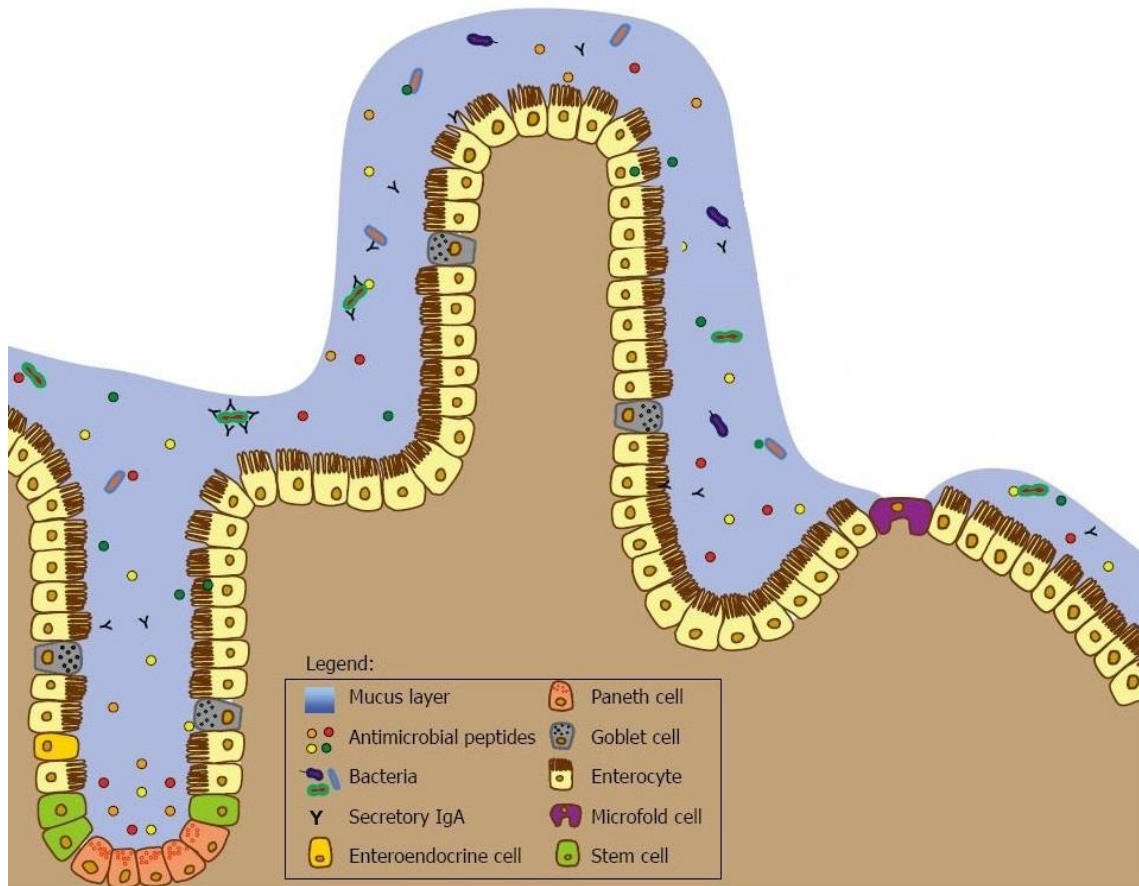 Legend:
Mucus layer
Paneth cell
Antimicrobial peptides
Goblet cell
Bacteria
Enterocyte
Secretory IgA
Microfold cell
Enteroendocrine cell
Stem cell